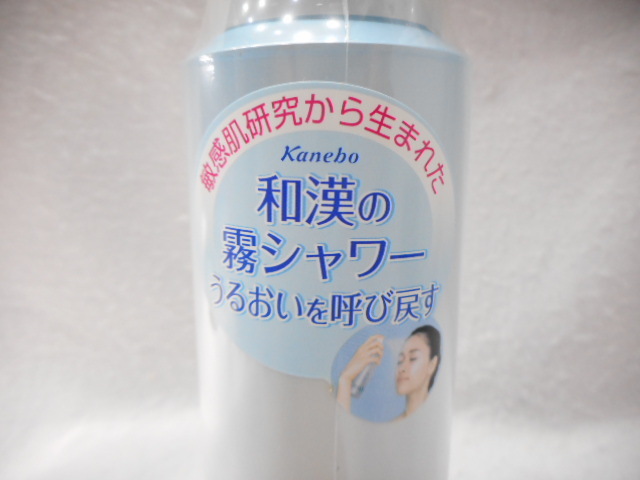 敏感肌研究から生まれた
Kanebo
和漢の
霧シャワー
うるおいを呼び戻す